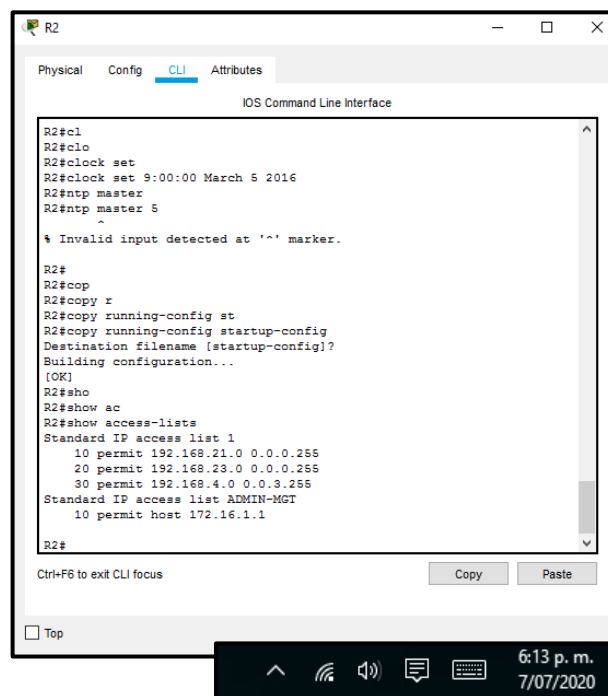 R2
Physical Config CLI Attributes
IOS Command Line Interface
R2#cl
R2#clo
R2#clock set
R2#clock set 9:00:00 March 5 2016
R2#ntp master
R2#ntp master 5
^
% Invalid input detected at '^' marker.
R2#
R2#cop
R2#copy r
R2#copy running-config st
R2#copy running-config startup-config
Destination filename [startup-config]?
Building configuration...
[OK]
R2#sho
R2#show ac
R2#show access-lists
Standard IP access list 1
10 permit 192.168.21.0 0.0.0.255
20 permit 192.168.23.0 0.0.0.255
30 permit 192.168.4.0 0.0.3.255
Standard IP access list ADMIN-MGT
10 permit host 172.16.1.1
R2#
Ctrl+F6 to exit CLI focus
Copy Paste
Top
6:13 p. m.
7/07/2020